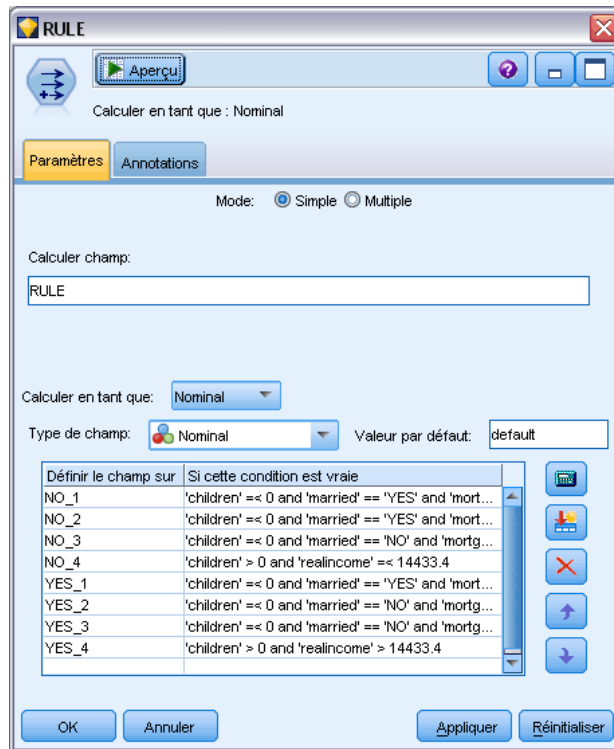 RULE
Aperçu
Calculer en tant que : Nominal
Paramètres Annotations
Mode: Simple Multiple
Calculer champ:
RULE
Calculer en tant que: Nominal
Type de champ: Nominal Valeur par défaut: default
Définir le champ sur Si cette condition est vraie
NO_1 'children' =< 0 and 'married' == 'YES' and 'mort...
NO_2 'children' =< 0 and 'married' == 'YES' and 'mort...
NO_3 'children' =< 0 and 'married' == 'NO' and 'mortg...
NO_4 'children' > 0 and 'realincome' =< 14433.4
YES_1 'children' =< 0 and 'married' == 'YES' and 'mort...
YES_2 'children' =< 0 and 'married' == 'NO' and 'mortg...
YES_3 'children' =< 0 and 'married' == 'NO' and 'mortg...
YES_4 'children' > 0 and 'realincome' > 14433.4
OK Annuler Appliquer Réinitialiser